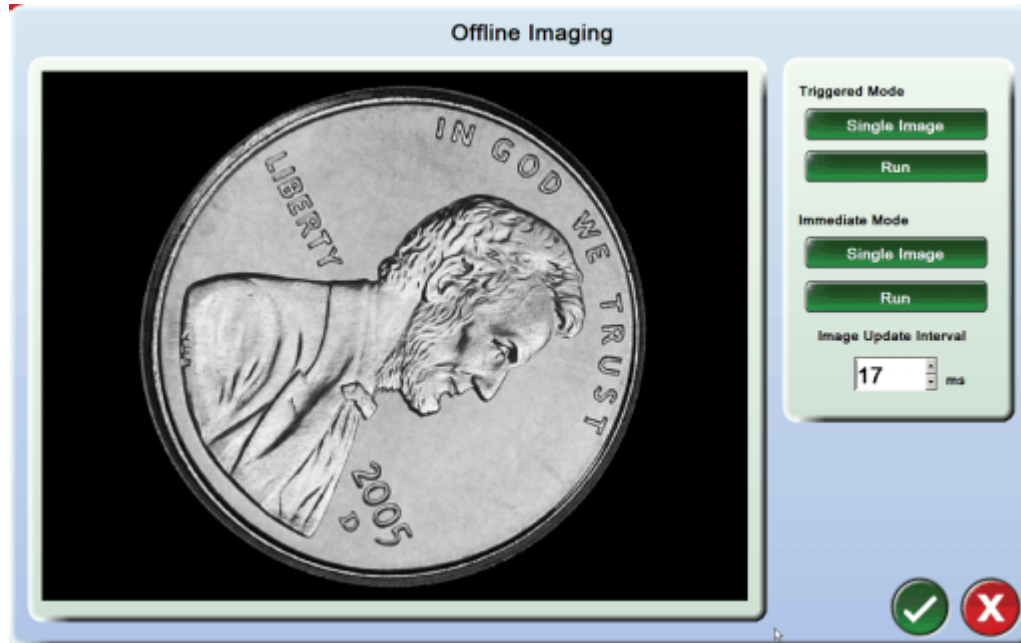 Offline Imaging
IN GOD WE TRUST
LIBERTY
2005
D
Triggered Mode
Single Image
Run
Immediate Mode
Single Image
Run
Image Update Interval
17 ms